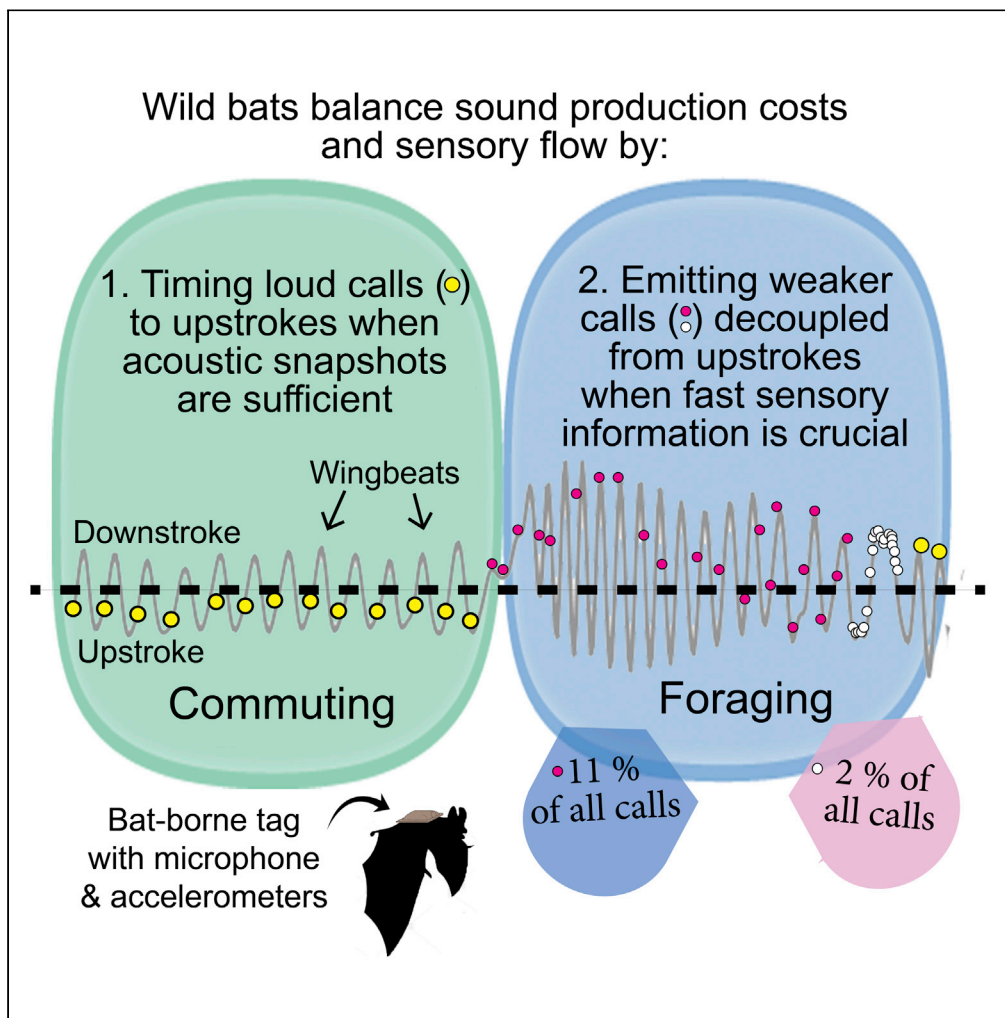 Wild bats balance sound production costs
and sensory flow by:
1. Timing loud calls ( )
to upstrokes when
acoustic snapshots
are sufficient
2. Emitting weaker
calls ( ) decoupled
from upstrokes
when fast sensory
information is crucial
Wingbeats
Downstroke
Upstroke
Commuting
Foraging
11 %
of all calls
2 % of
all calls
Bat-borne tag
with microphone
& accelerometers